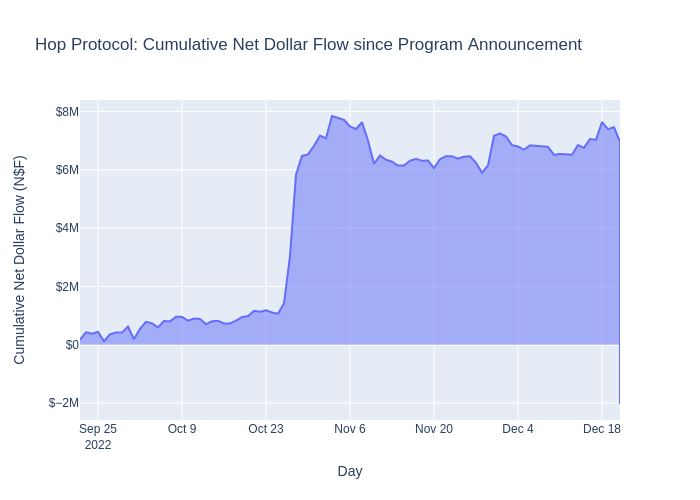 Hop Protocol: Cumulative Net Dollar Flow since Program Announcement
Cumulative Net Dollar Flow (N$F)
$8M
$6M
$4M
$2M
$0
$−2M
Sep 25
2022
Oct 9
Oct 23
Nov 6
Nov 20
Dec 4
Dec 18
Day